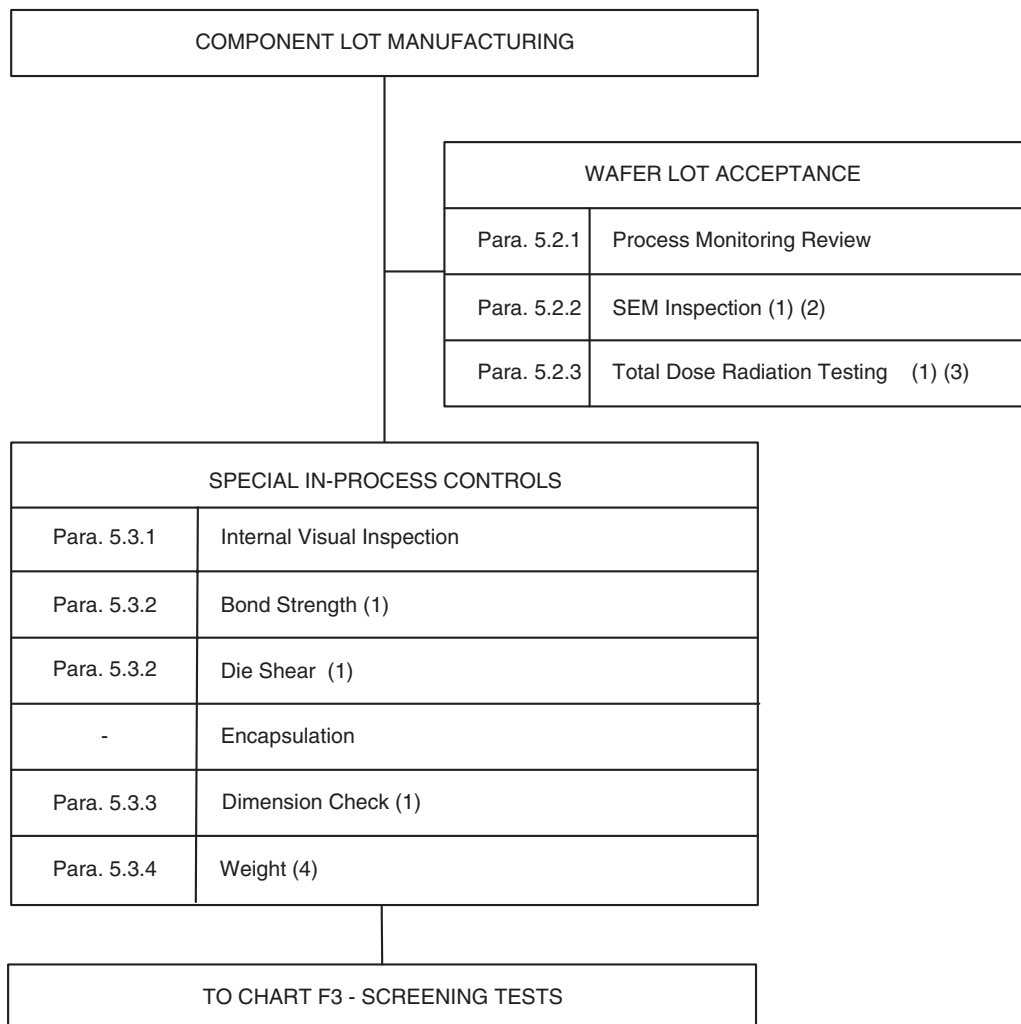 COMPONENT LOT MANUFACTURING
WAFER LOT ACCEPTANCE
Para. 5.2.1 Process Monitoring Review
Para. 5.2.2 SEM Inspection (1) (2)
Para. 5.2.3 Total Dose Radiation Testing (1) (3)
SPECIAL IN-PROCESS CONTROLS
Para. 5.3.1 Internal Visual Inspection
Para. 5.3.2 Bond Strength (1)
Para. 5.3.2 Die Shear (1)
- Encapsulation
Para. 5.3.3 Dimension Check (1)
Para. 5.3.4 Weight (4)
TO CHART F3 - SCREENING TESTS